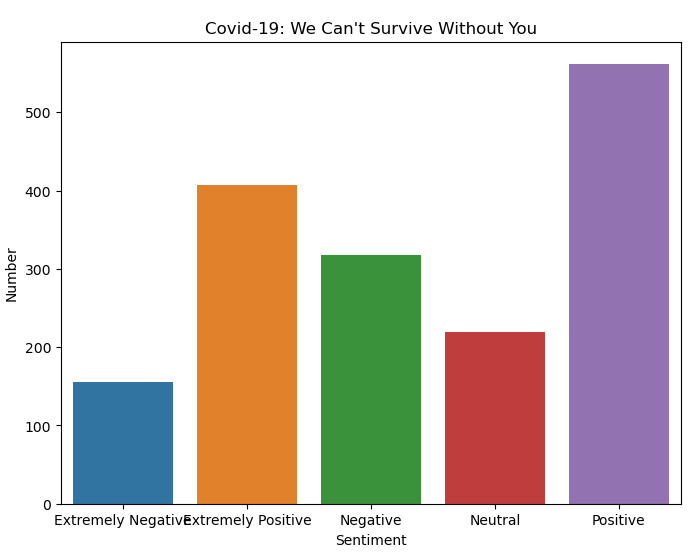 Covid-19: We Can't Survive Without You
Number
500
400
300
200
100
0
Extremely Negative Extremely Positive Negative Neutral Positive
Sentiment